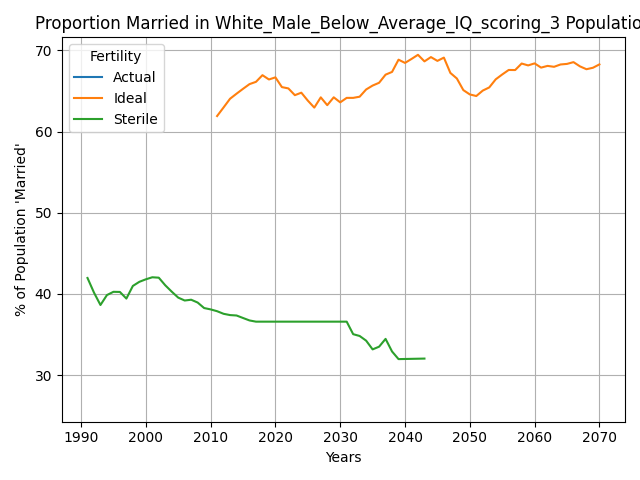 Proportion Married in White_Male_Below_Average_IQ_scoring_3 Populatio
Fertility
Actual
Ideal
Sterile
70
60
50
40
30
% of Population 'Married'
1990 2000 2010 2020 2030 2040 2050 2060 2070
Years